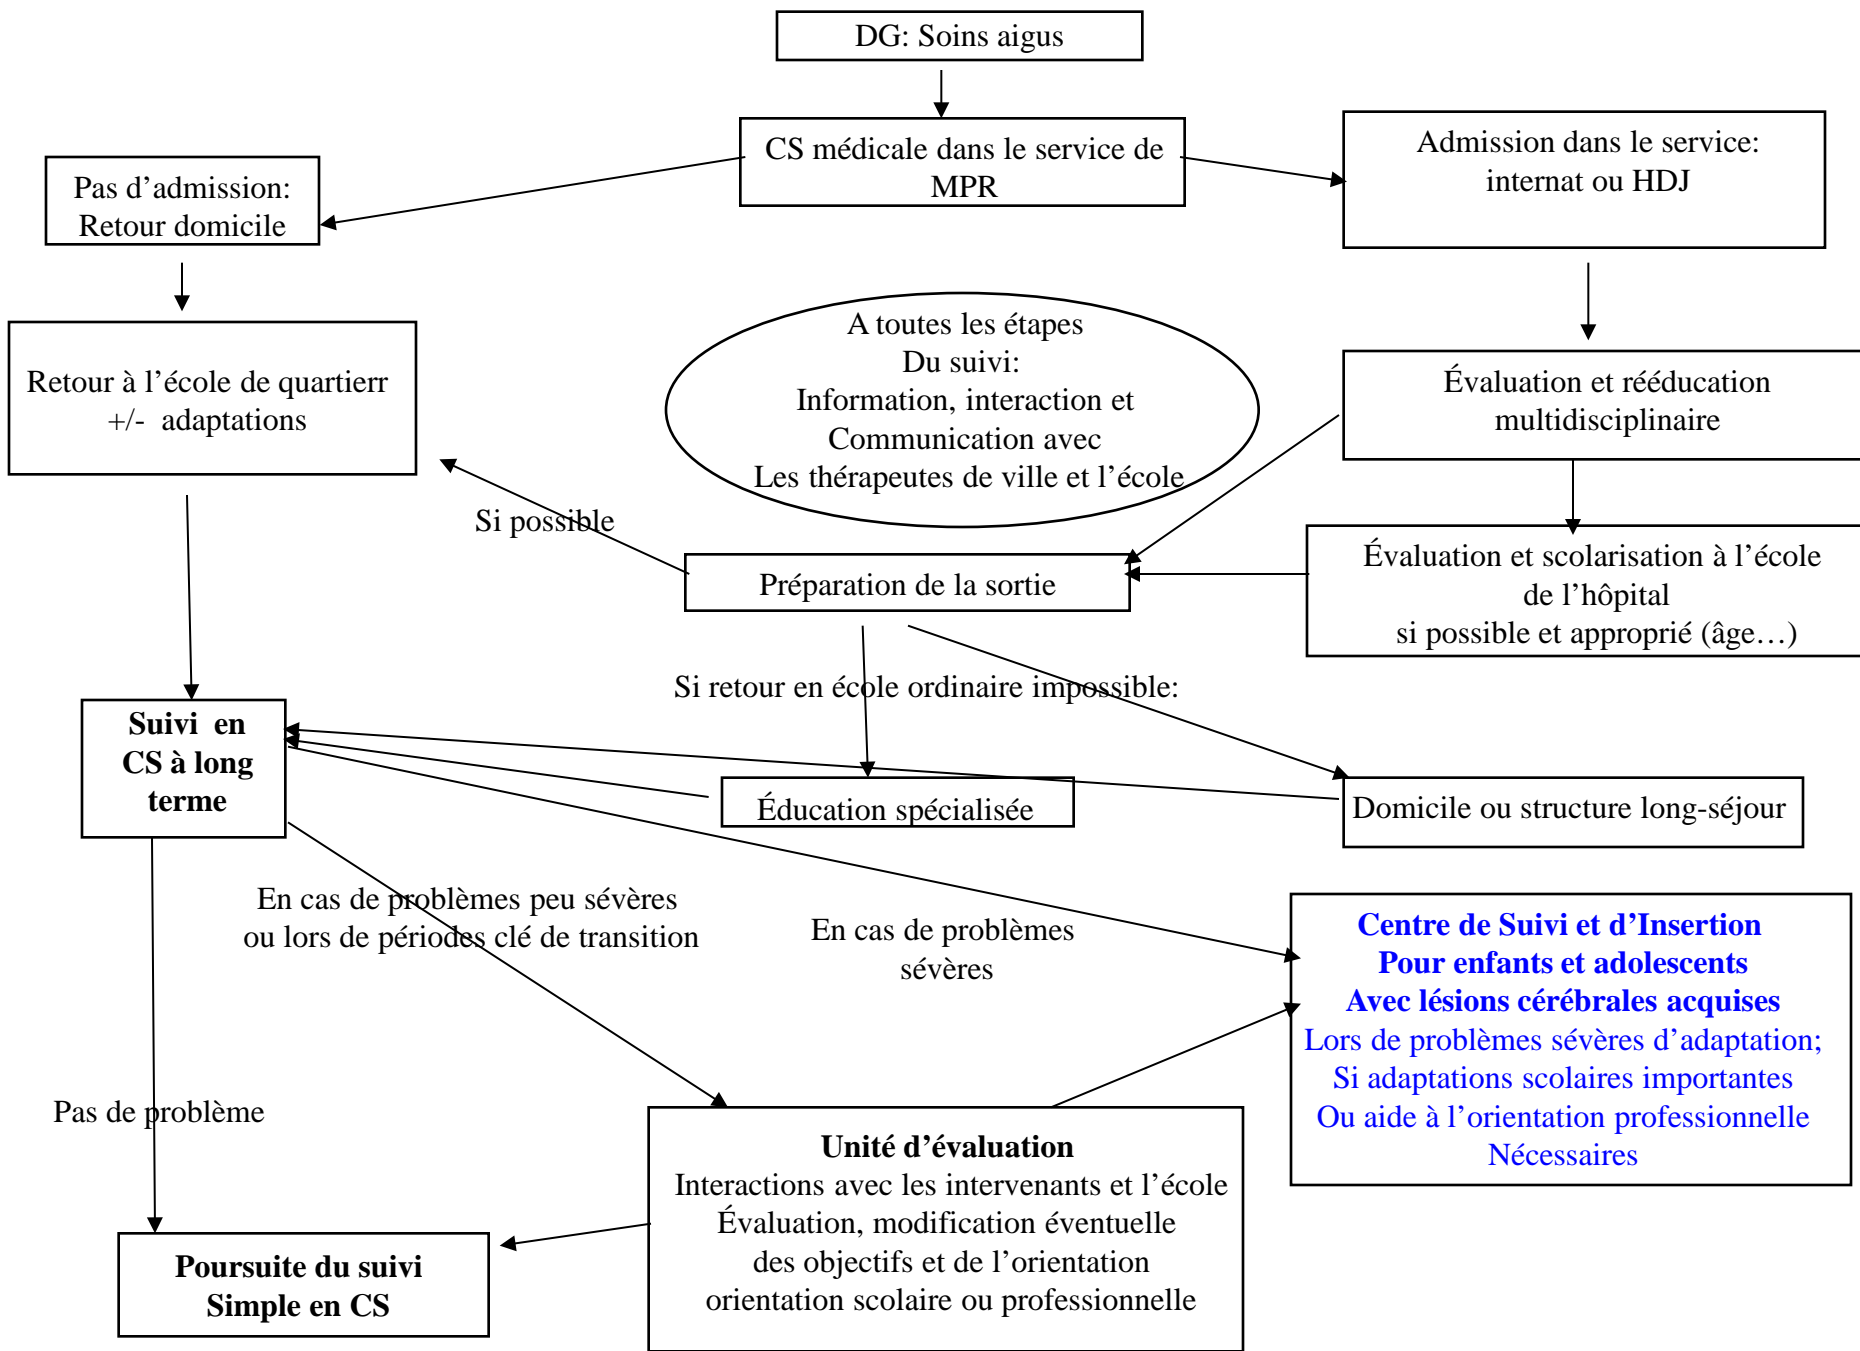 DG: Soins aigus
CS médicale dans le service de
MPR
Admission dans le service:
internat ou HDJ
Pas d’admission:
Retour domicile
A toutes les étapes
Du suivi:
Information, interaction et
Communication avec
Les thérapeutes de ville et l’école
Retour à l’école de quartierr
+/-  adaptations
Évaluation et rééducation
multidisciplinaire
Si possible
Préparation de la sortie
Évaluation et scolarisation à l’école
de l’hôpital
si possible et approprié (âge…)
Si retour en école ordinaire impossible:
Suivi  en
CS à long
terme
Éducation spécialisée
Domicile ou structure long-séjour
En cas de problèmes peu sévères
ou lors de périodes clé de transition
En cas de problèmes
sévères
Centre de Suivi et d’Insertion
Pour enfants et adolescents
Avec lésions cérébrales acquises
Lors de problèmes sévères d’adaptation;
Si adaptations scolaires importantes
Ou aide à l’orientation professionnelle
Nécessaires
Pas de problème
Unité d’évaluation
Interactions avec les intervenants et l’école
Évaluation, modification éventuelle
des objectifs et de l’orientation
orientation scolaire ou professionnelle
Poursuite du suivi
Simple en CS